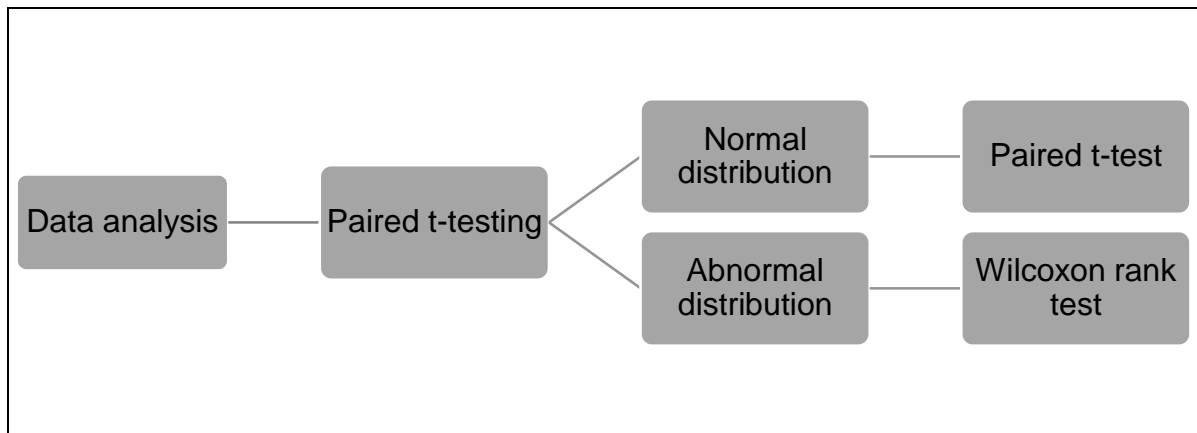 Data analysis
Paired t-testing
Normal
distribution
Paired t-test
Abnormal
distribution
Wilcoxon rank
test